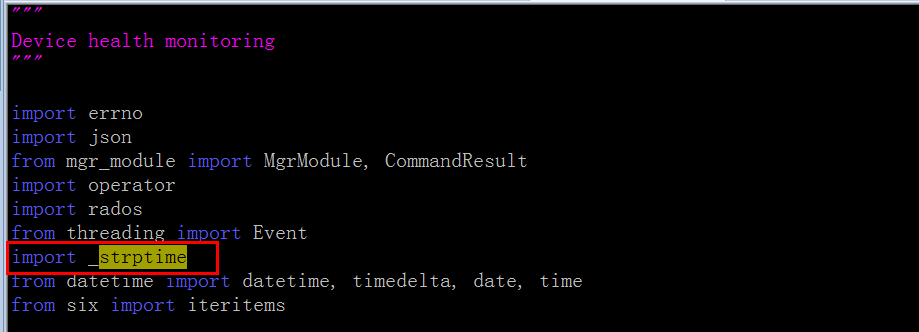 """
Device health monitoring
"""
import errno
import json
from mgr_module import MgrModule, CommandResult
import operator
import rados
from threading import Event
import _strptime
from datetime import datetime, timedelta, date, time
from six import iteritems